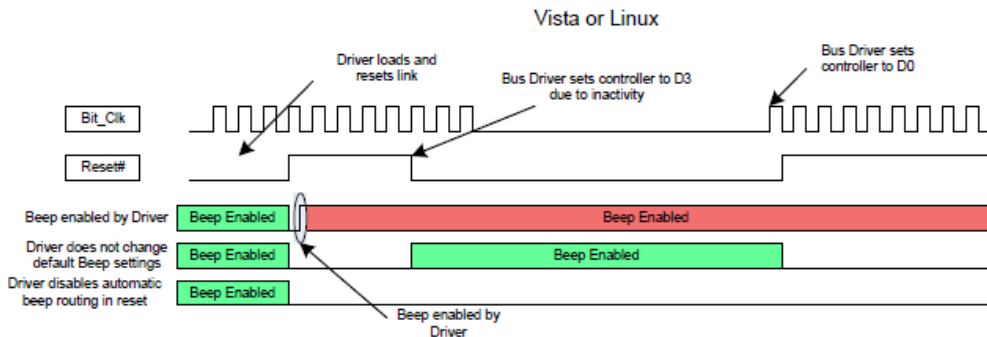 Vista or Linux
Driver loads and
resets link
Bus Driver sets controller to D3
due to inactivity
Bus Driver sets
controller to D0
Bit_Clk
Reset#
Beep enabled by Driver
Beep Enabled
Beep Enabled
Driver does not change
default Beep settings
Beep Enabled
Beep Enabled
Driver disables automatic
beep routing in reset
Beep Enabled
Beep enabled by
Driver